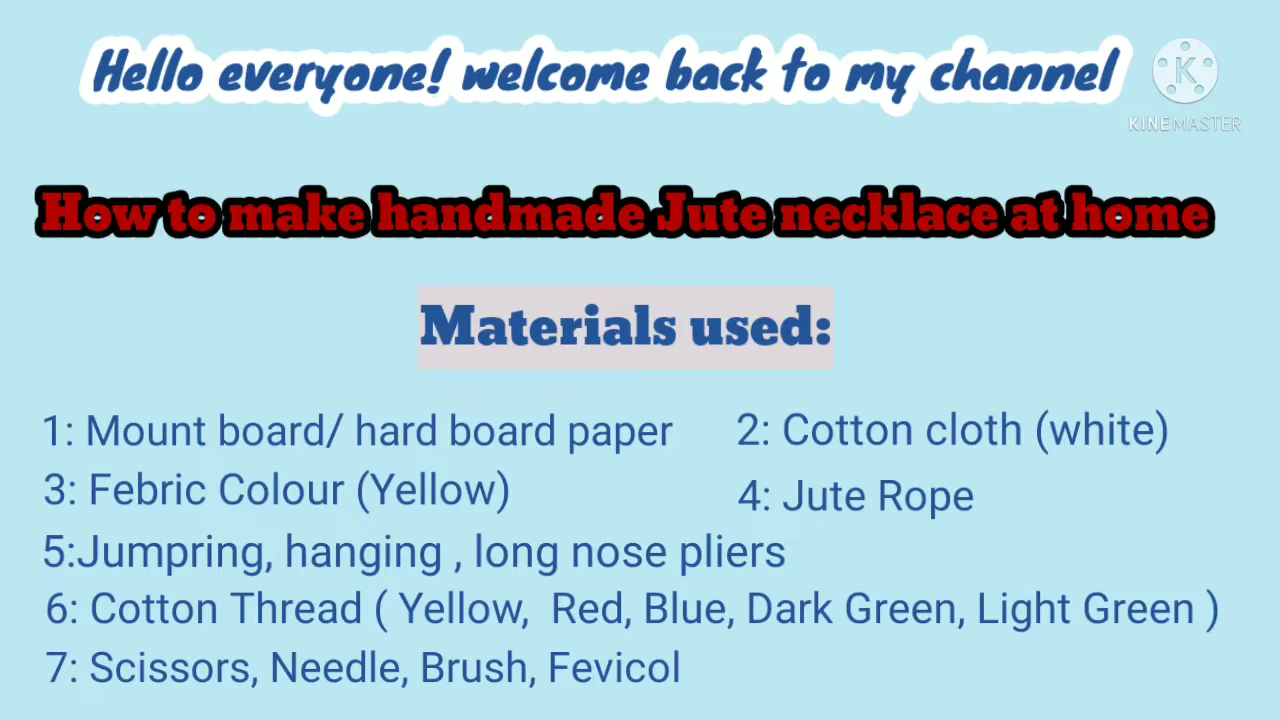 Hello everyone! welcome back to my channel
K
KINEMASTER
How to make handmade Jute necklace at home
Materials used:
1: Mount board/ hard board paper
2: Cotton cloth (white)
3: Febric Colour (Yellow)
4: Jute Rope
5:Jumpring, hanging , long nose pliers
6: Cotton Thread ( Yellow, Red, Blue, Dark Green, Light Green )
7: Scissors, Needle, Brush, Fevicol